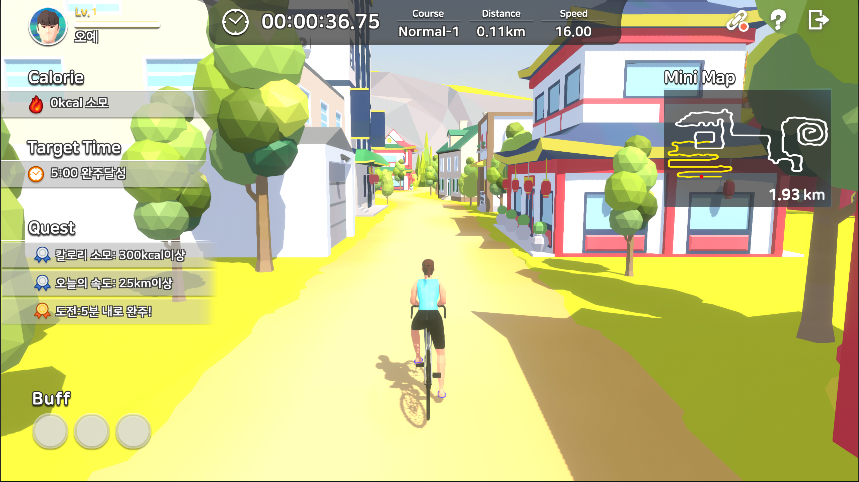 Lv.1
오예
00:00:36.75
Course
Normal-1
Distance
0.11km
Speed
16.00
Calorie
0kcal 소모
Target Time
5:00 완주달성
Quest
칼로리 소모: 300kcal이상
오늘의 속도: 25km이상
도전:5분 내로 완주!
Buff
Mini Map
1.93 km